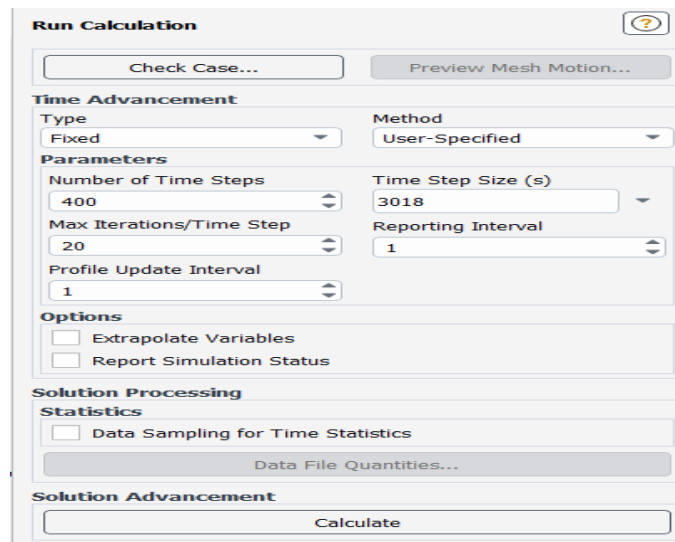 Run Calculation
?
Check Case... Preview Mesh Motion...
Time Advancement
Type Method
Fixed User-Specified
Parameters
Number of Time Steps Time Step Size (s)
400 3018
Max Iterations/Time Step Reporting Interval
20 1
Profile Update Interval
1
Options
Extrapolate Variables
Report Simulation Status
Solution Processing
Statistics
Data Sampling for Time Statistics
Data File Quantities...
Solution Advancement
Calculate